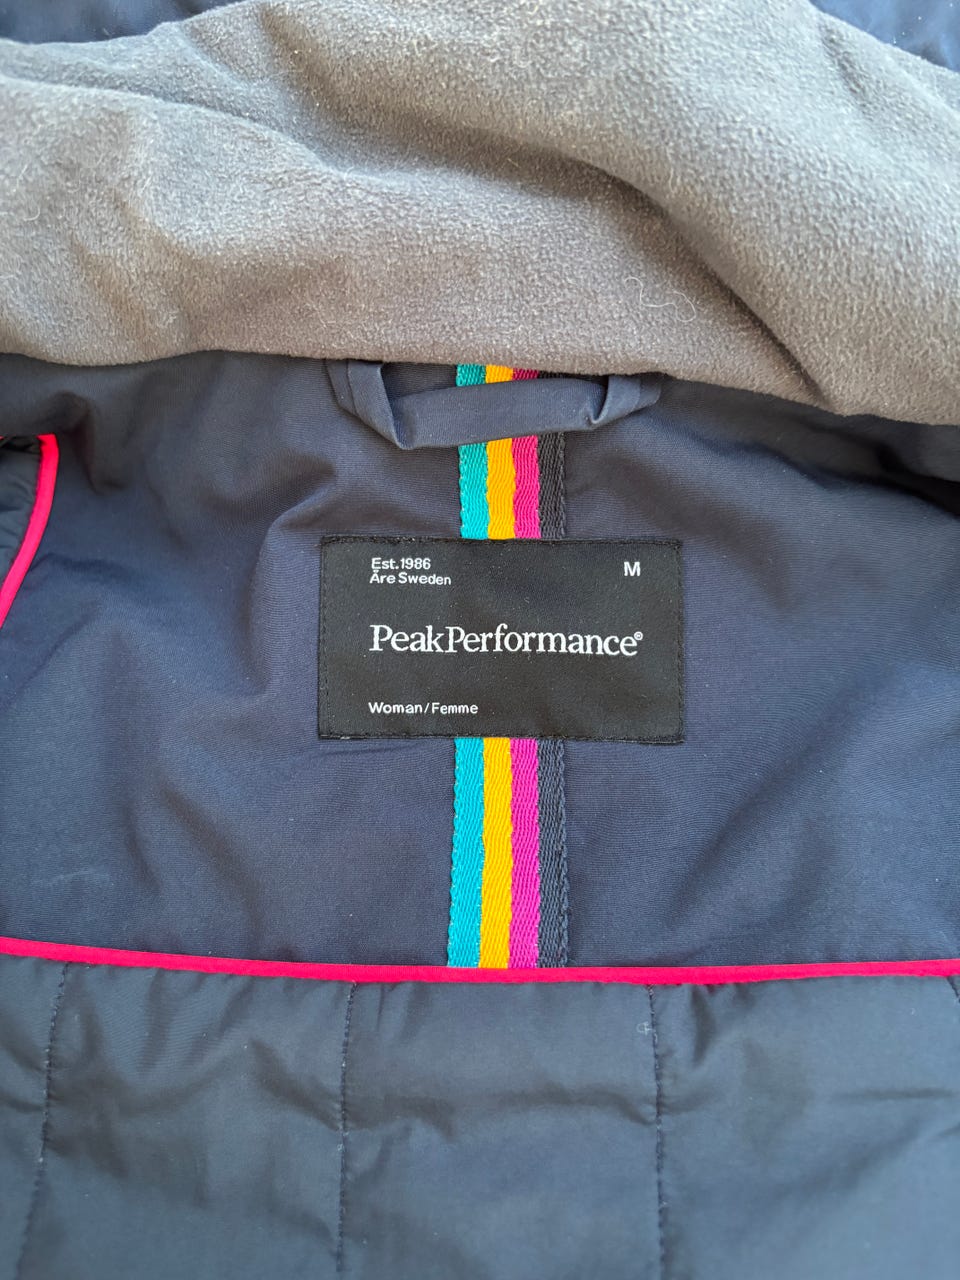 Est.1986
Åre Sweden
M
PeakPerformance®
Woman/Femme